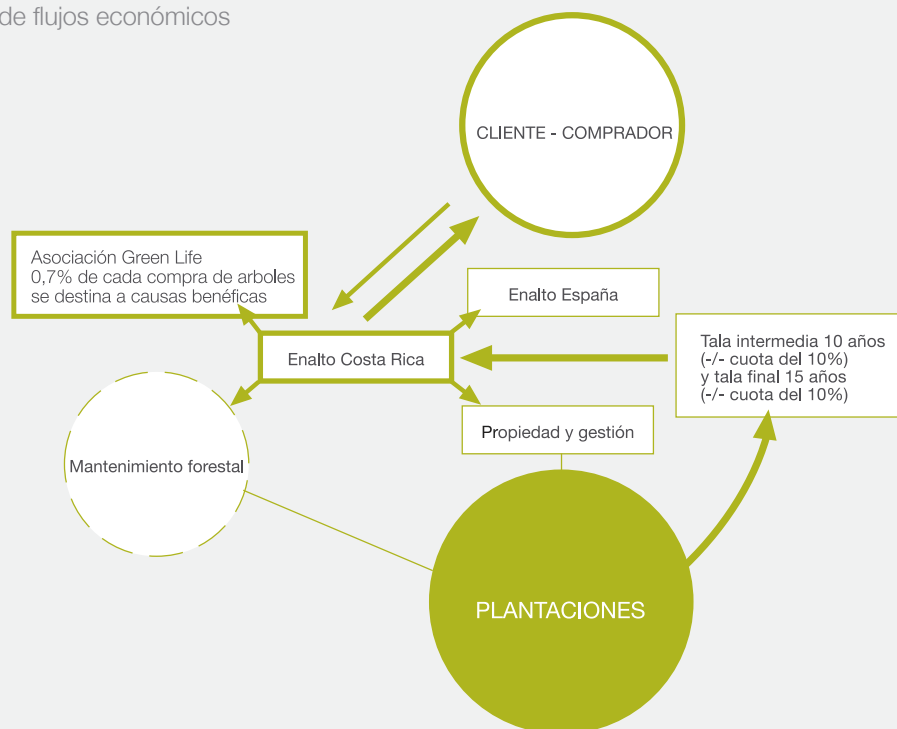 de flujos económicos
CLIENTE - COMPRADOR
Asociación Green Life
0,7% de cada compra de arboles
se destina a causas benéficas
Enalto España
Enalto Costa Rica
Tala intermedia 10 años
(-/- cuota del 10%)
y tala final 15 años
(-/- cuota del 10%)
Propiedad y gestión
Mantenimiento forestal
PLANTACIONES